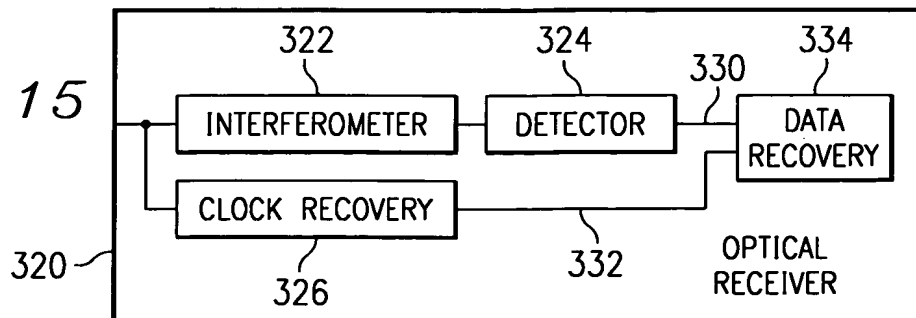 322
324
334
330
15
INTERFEROMETER
DETECTOR
DATA
RECOVERY
CLOCK RECOVERY
320
326
332
OPTICAL
RECEIVER